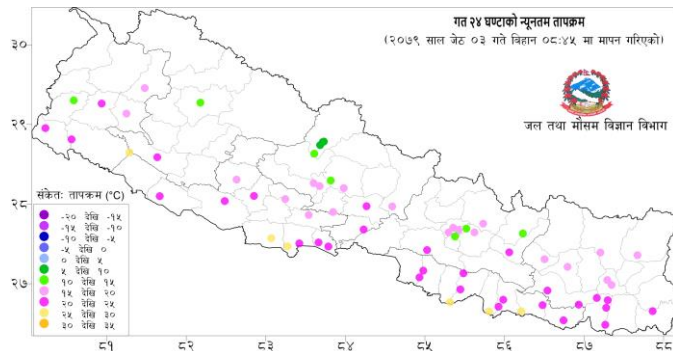 गत २४ घण्टाको न्यूनतम तापक्रम
(२०७९ साल जेठ ०३ गते बिहान ०८:४५ मा मापन गरिएको)
जल तथा मौसम विज्ञान विभाग
३०
२९
२८
२७
संकेतः तापक्रम (°C)
-२० देखि -१५
-१५ देखि -१०
-१० देखि -५
-५ देखि ०
० देखि ५
५ देखि १०
१० देखि १५
१५ देखि २०
२० देखि २५
२५ देखि ३०
३० देखि ३५
८१ ८२ ८३ ८४ ८५ ८६ ८७ ८८